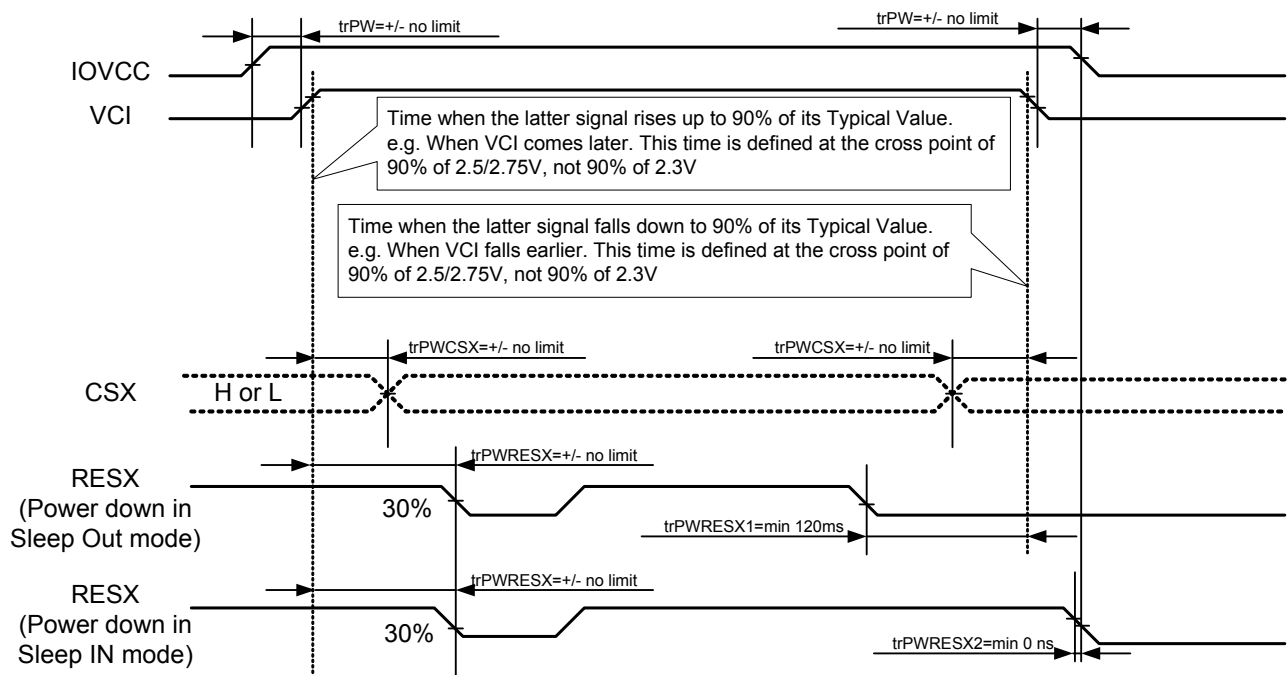 trPW=+/- no limit
trPW=+/- no limit
IOVCC
VCI
Time when the latter signal rises up to 90% of its Typical Value.
e.g. When VCI comes later. This time is defined at the cross point of
90% of 2.5/2.75V, not 90% of 2.3V
Time when the latter signal falls down to 90% of its Typical Value.
e.g. When VCI falls earlier. This time is defined at the cross point of
90% of 2.5/2.75V, not 90% of 2.3V
trPWCSX=+/- no limit
trPWCSX=+/- no limit
CSX
H or L
trPWRESX=+/- no limit
RESX
(Power down in
Sleep Out mode)
30%
trPWRESX1=min 120ms
trPWRESX=+/- no limit
RESX
(Power down in
Sleep IN mode)
30%
trPWRESX2=min 0 ns